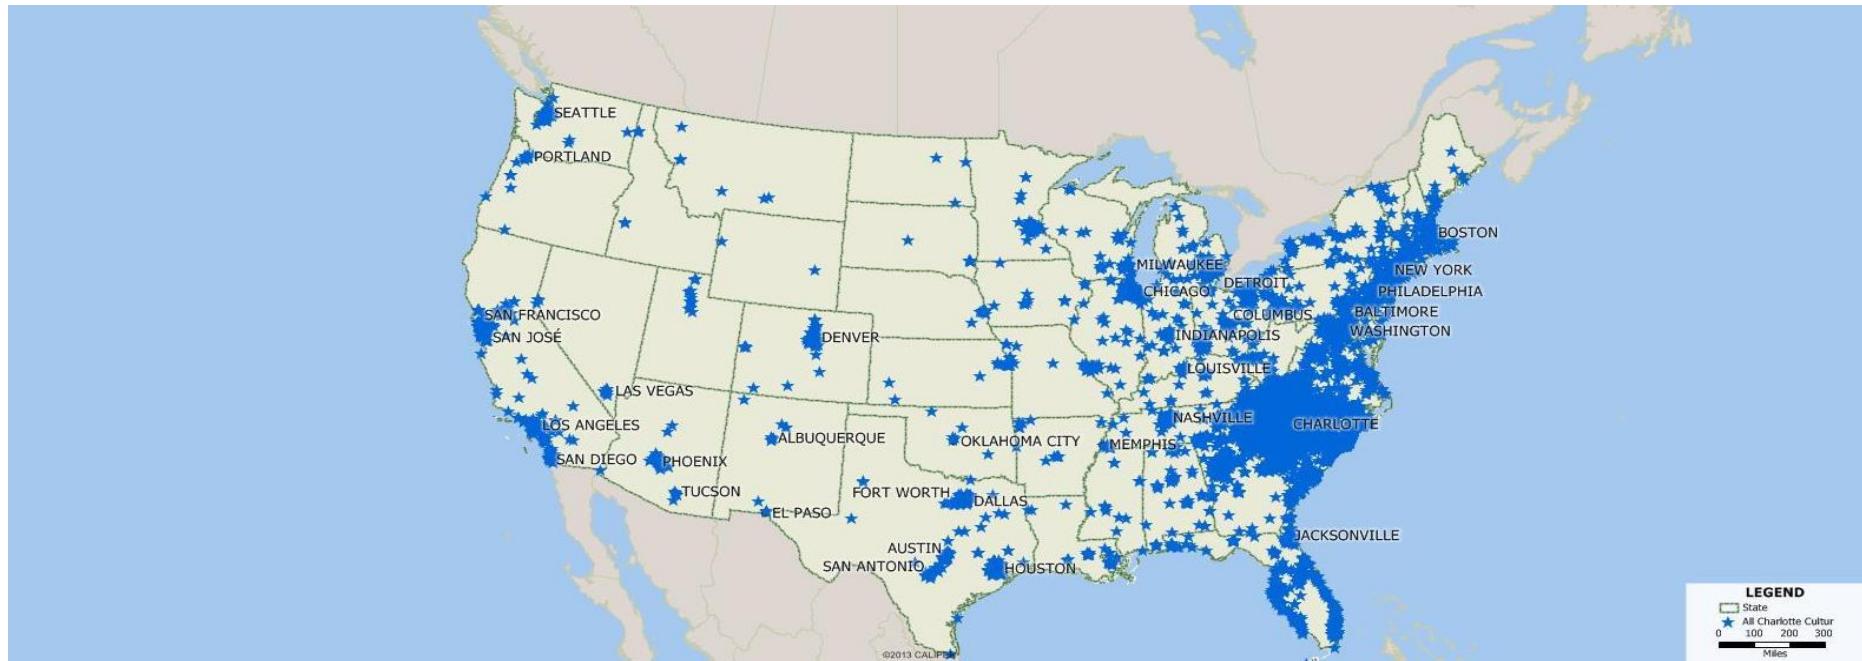 SEATTLE
PORTLAND
BOSTON
MILWAUKEE
NEW YORK
DETROIT
CHICAGO
PHILADELPHIA
SAN FRANCISCO
COLUMBUS
BALTIMORE
SAN JOSÉ
DENVER
INDIANAPOLIS
WASHINGTON
LOUISVILLE
LAS VEGAS
NASHVILLE
CHARLOTTE
LOS ANGELES
ALBUQUERQUE
OKLAHOMA CITY
MEMPHIS
SAN DIEGO
PHOENIX
TUCSON
FORT WORTH
DALLAS
EL PASO
JACKSONVILLE
AUSTIN
SAN ANTONIO
HOUSTON
LEGEND
State
All Charlotte Cultur
0 100 200 300
Miles
©2013